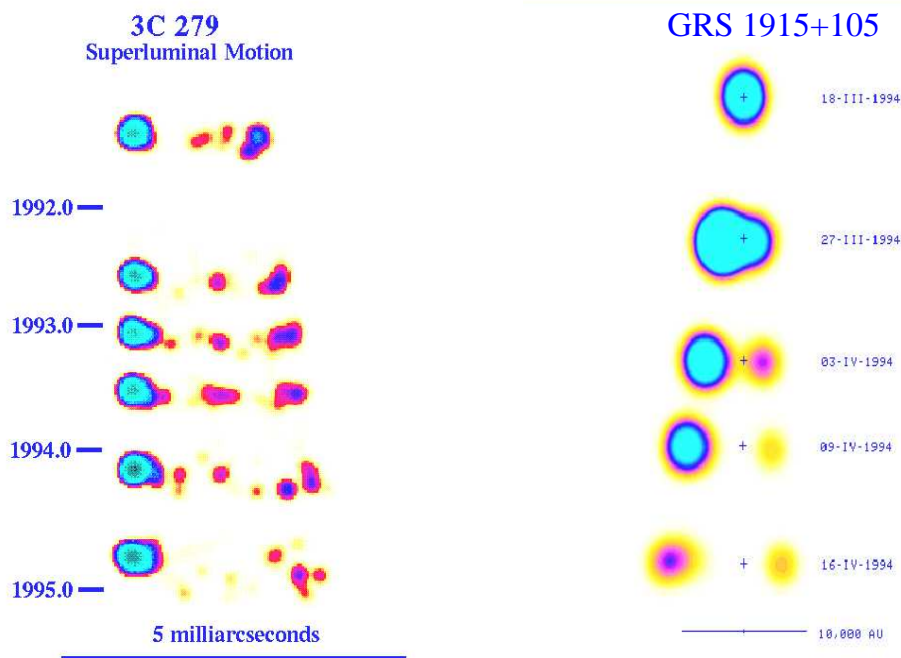 3C 279
Superluminal Motion
1992.0
1993.0
1994.0
1995.0
5 milliarcseconds
GRS 1915+105
18-III-1994
27-III-1994
03-IV-1994
09-IV-1994
16-IV-1994
10,000 AU